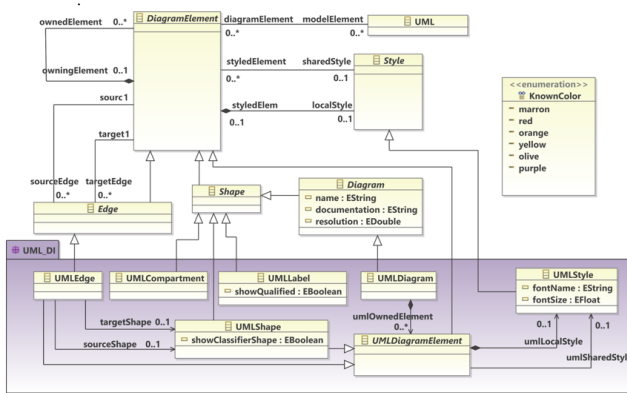 ownedElement
DiagramElement
diagramElement
modelElement
0..*
0..*
0..*
UML
owningElement
0..1
styledElement
sharedStyle
0..*
0..1
Style
sourc1
styledElem
localStyle
0..1
0..1
target1
<<enumeration>>
KnownColor
marron
red
orange
yellow
olive
purple
sourceEdge
targetEdge
0..*
0..*
Edge
Shape
Diagram
name : EString
documentation : EString
resolution : EDouble
UML_DI
UMLEdge
UMLCompartment
UMLLabel
showQualified : EBoolean
UMLDiagram
UMLStyle
fontName : EString
fontSize : EFloat
umlOwnedElement
0..*
targetShape 0..1
UMLShape
showClassifierShape : EBoolean
sourceShape 0..1
UMLDiagramElement
0..1
0..1
umlLocalStyle
umlSharedStyl